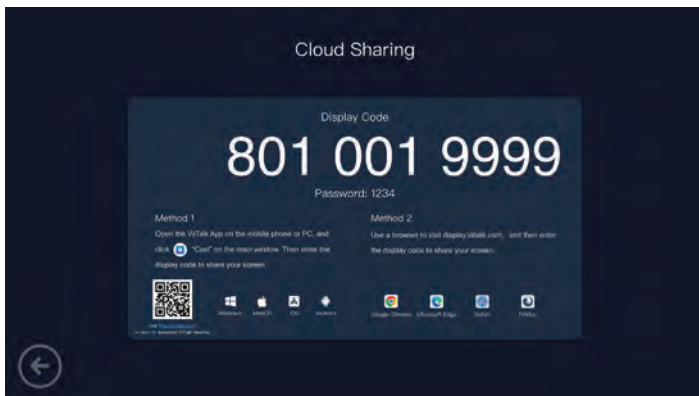 Cloud Sharing
Display Code
801 001 9999
Password: 1234
Method 1
Open the ViiTalk App on the mobile phone or PC, and
click "Cast" on the main window. Then enter the
display code to share your screen.
Method 2
Use a browser to visit display.viitalk.com, and then enter
the display code to share your screen.
Windows
MacOS
iOS
Android
Google Chrome
Microsoft Edge
Safari
Firefox